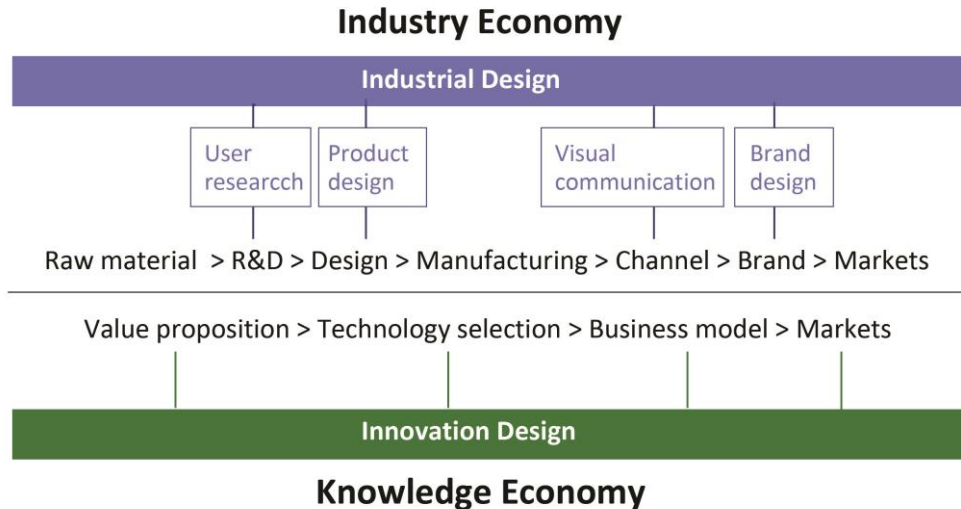 Industry Economy
Industrial Design
User
researcch
Product
design
Visual
communication
Brand
design
Raw material > R&D > Design > Manufacturing > Channel > Brand > Markets
Value proposition > Technology selection > Business model > Markets
Innovation Design
Knowledge Economy